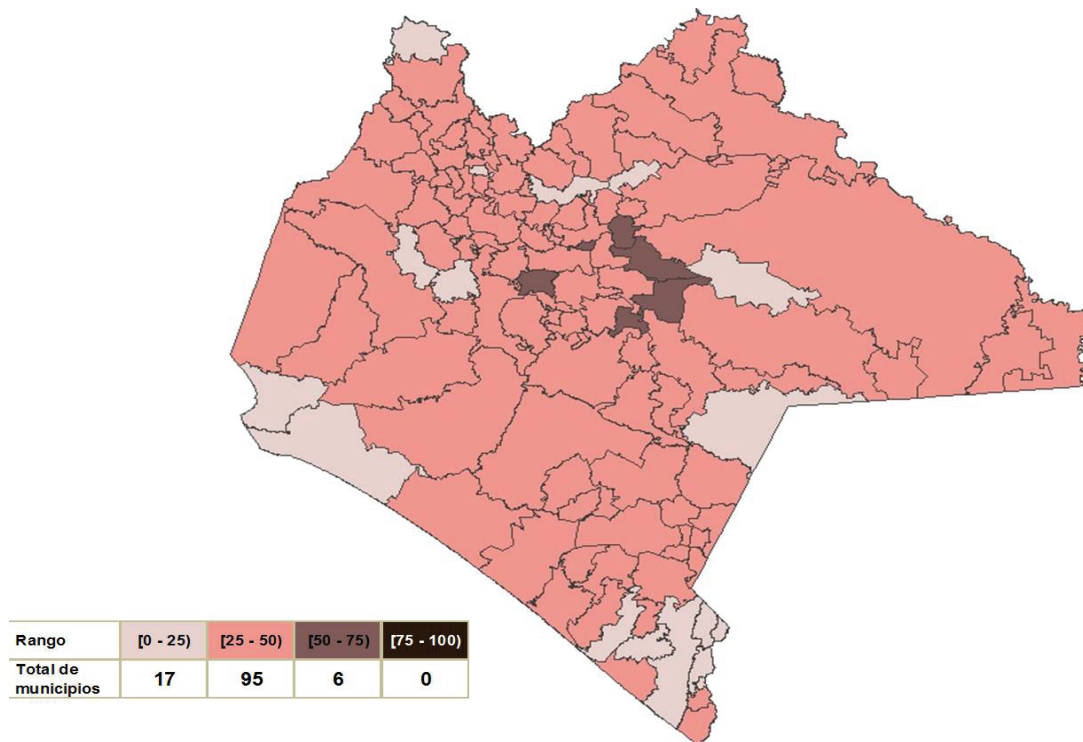 Rango [0 - 25) [25 - 50) [50 - 75) [75 - 100)
Total de
municipios 17 95 6 0